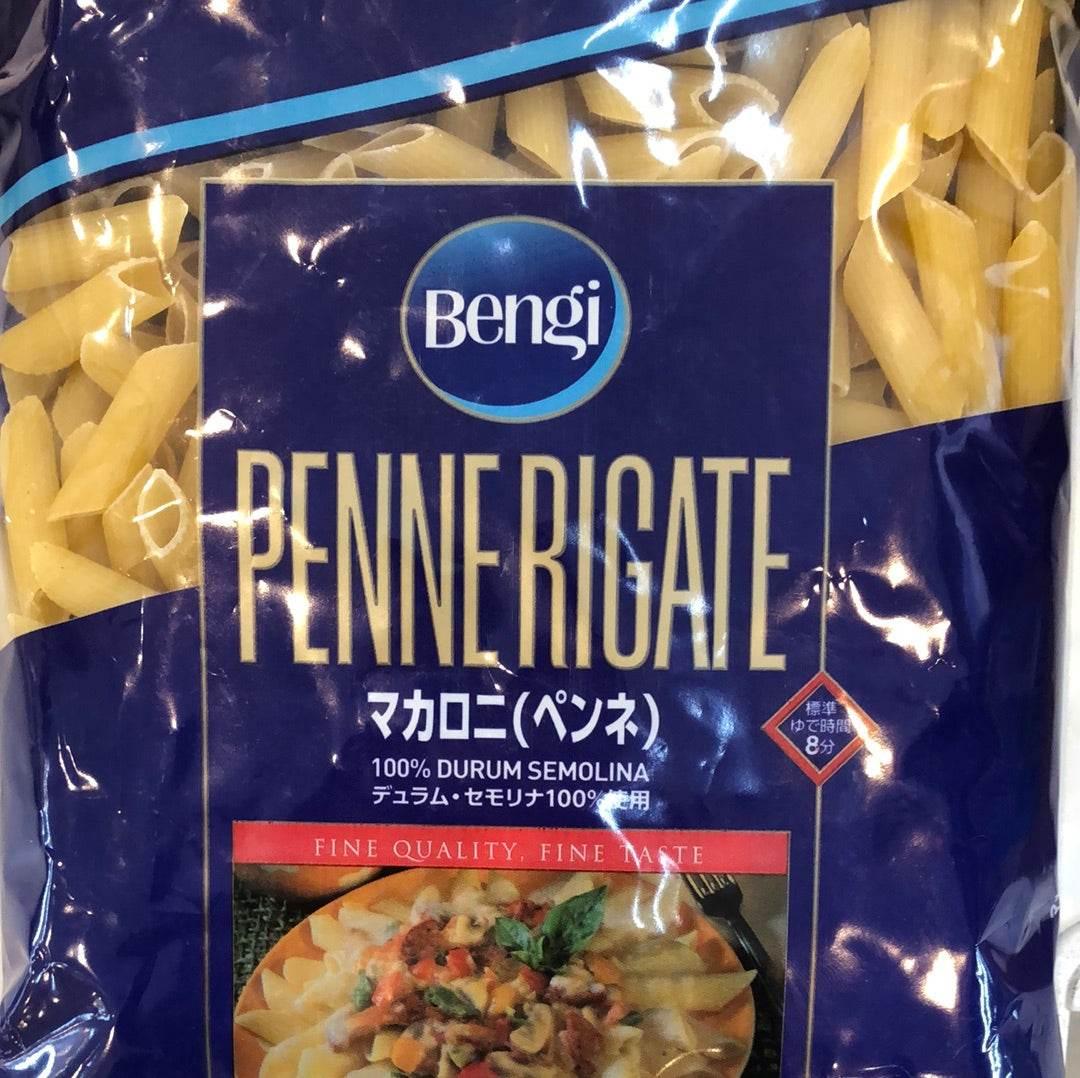 Bengi
PENNE RIGATE
マカロニ(ペンネ)
標準
ゆで時間
8分
100% DURUM SEMOLINA
デュラム・セモリナ100%使用
FINE QUALITY, FINE TASTE